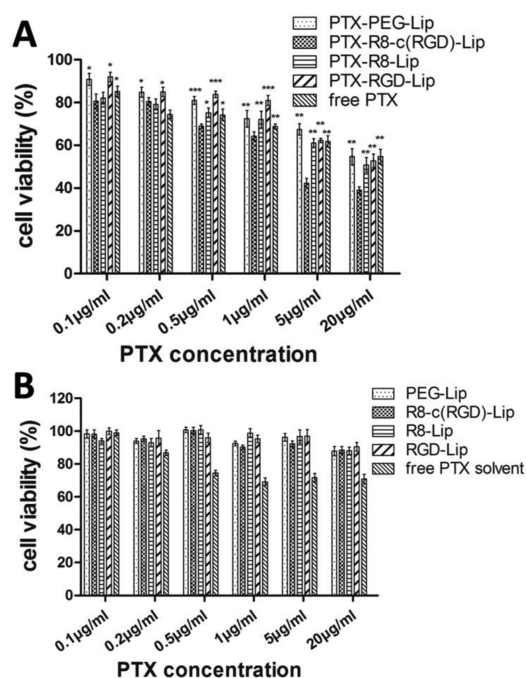 A
PTX-PEG-Lip
PTX-R8-c(RGD)-Lip
PTX-R8-Lip
PTX-RGD-Lip
free PTX
cell viability (%)
100
80
60
40
20
0
* * *
* *
*** * *** *
** ** *** **
** ** ** **
** ** ** **
0.1μg/ml
0.2μg/ml
0.5μg/ml
1μg/ml
5μg/ml
20μg/ml
PTX concentration
B
PEG-Lip
R8-c(RGD)-Lip
R8-Lip
RGD-Lip
free PTX solvent
cell viability (%)
120
100
80
60
40
20
0
0.1μg/ml
0.2μg/ml
0.5μg/ml
1μg/ml
5μg/ml
20μg/ml
PTX concentration